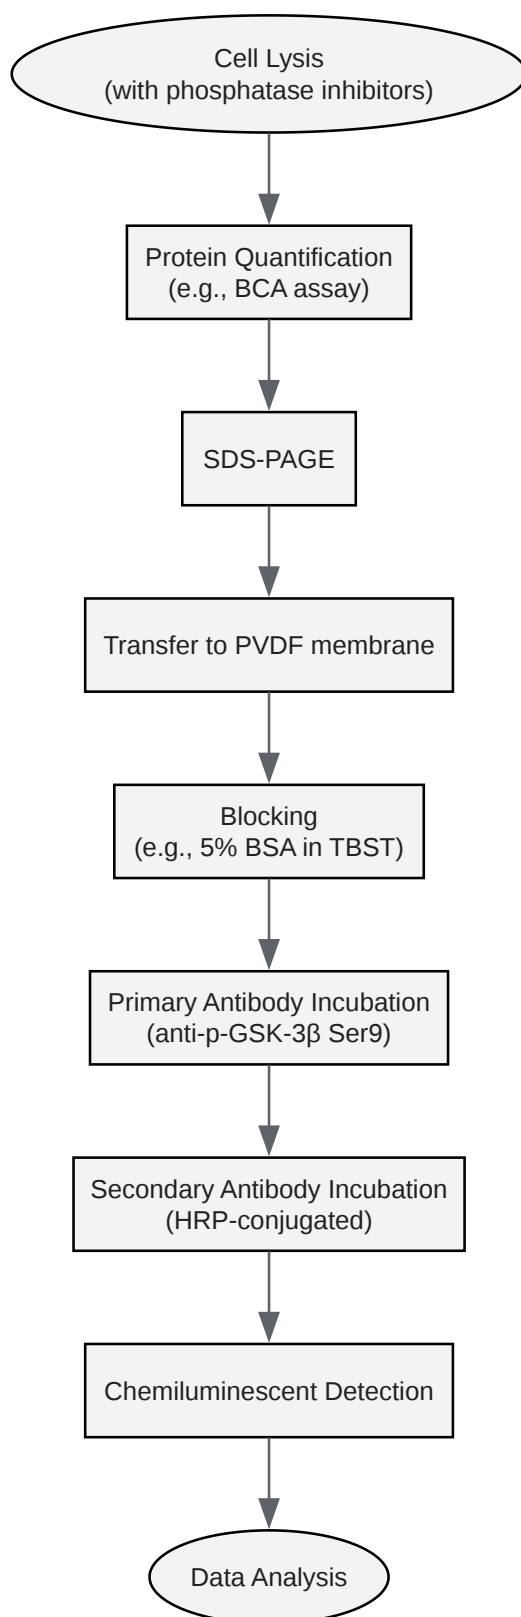 Cell Lysis
(with phosphatase inhibitors)
Protein Quantification
(e.g., BCA assay)
SDS-PAGE
Transfer to PVDF membrane
Blocking
(e.g., 5% BSA in TBST)
Primary Antibody Incubation
(anti-p-GSK-3β Ser9)
Secondary Antibody Incubation
(HRP-conjugated)
Chemiluminescent Detection
Data Analysis